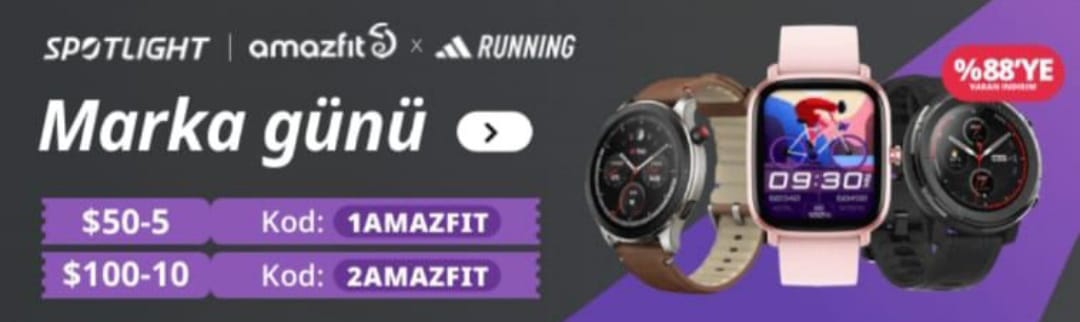 SPOTLIGHT | amazfit x adidas RUNNING
Marka günü
$50-5 Kod: 1AMAZFIT
$100-10 Kod: 2AMAZFIT
%88'YE
VARAN İNDİRİM
09:30